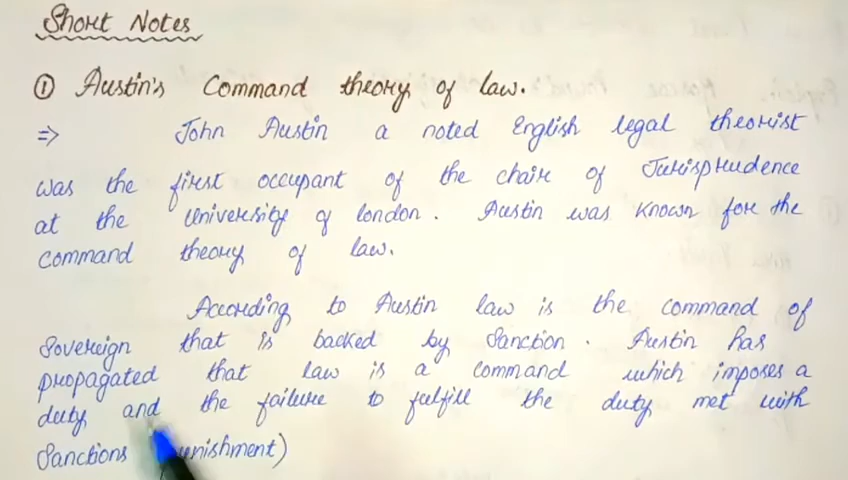 Short Notes
① Austin's Command theory of law.
⇒ John Austin a noted English legal theorist
was the first occupant of the chair of Jurisprudence
at the University of london. Austin was known for the
command theory of law.
According to Austin law is the command of
Sovereign that is backed by Sanction. Austin has
propagated that law is a command which imposes a
duty and the failure to fulfill the duty met with
Sanctions unishment)